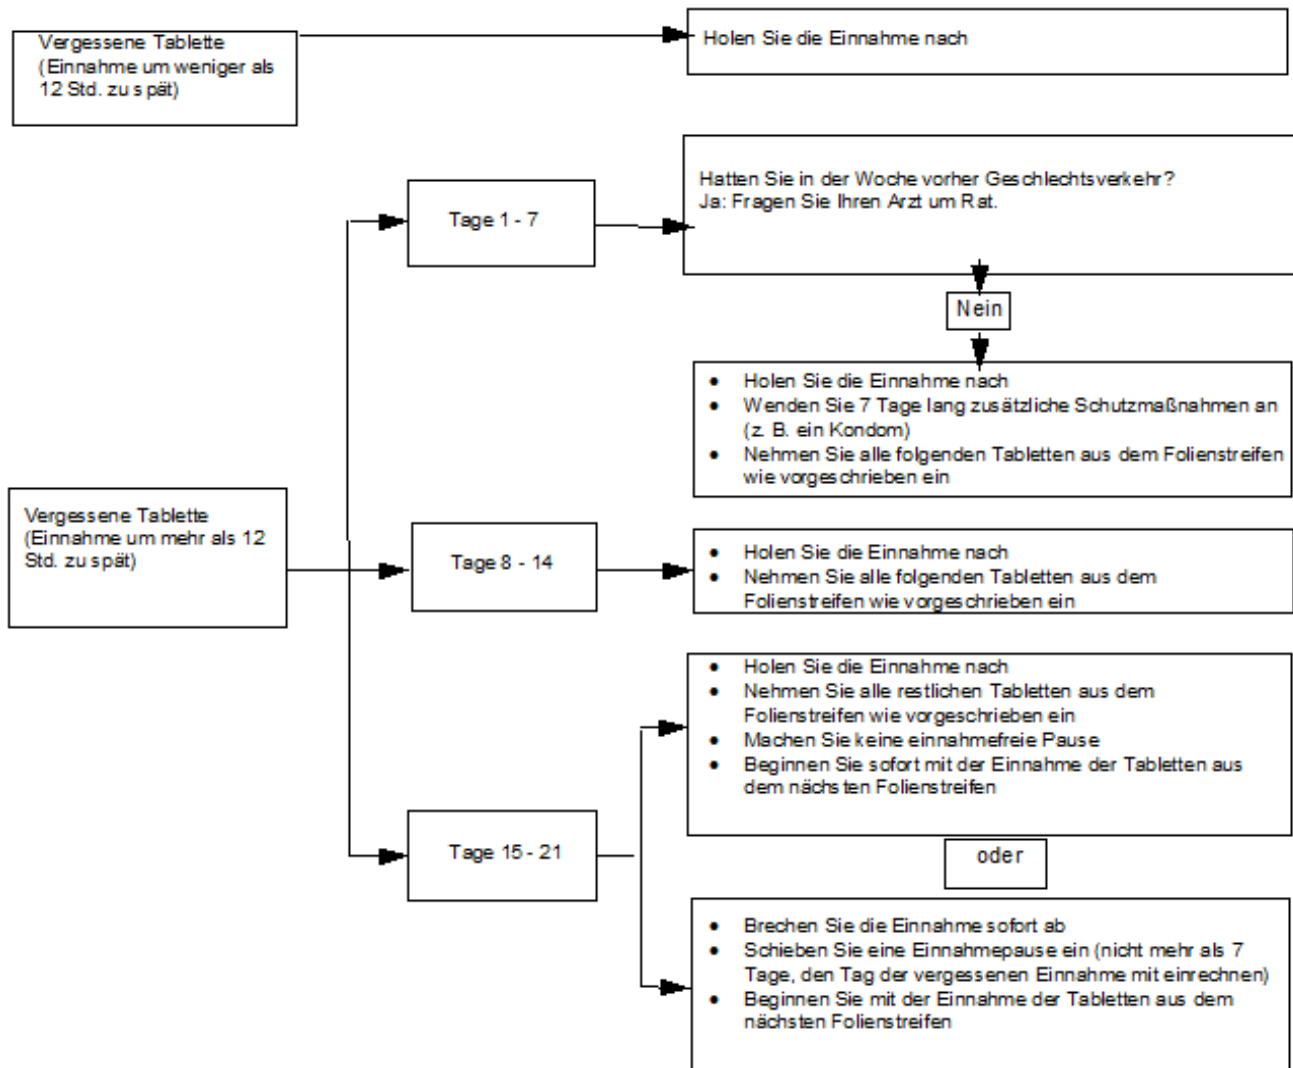 Vergessene Tablette
(Einnahme um weniger als
12 Std. zu spät)
Holen Sie die Einnahme nach
Tage 1 - 7
Hatten Sie in der Woche vorher Geschlechtsverkehr?
Ja: Fragen Sie Ihren Arzt um Rat.
Nein
• Holen Sie die Einnahme nach
• Wenden Sie 7 Tage lang zusätzliche Schutzmaßnahmen an
(z. B. ein Kondom)
• Nehmen Sie alle folgenden Tabletten aus dem Folienstreifen
wie vorgeschrieben ein
Vergessene Tablette
(Einnahme um mehr als 12
Std. zu spät)
Tage 8 - 14
• Holen Sie die Einnahme nach
• Nehmen Sie alle folgenden Tabletten aus dem
Folienstreifen wie vorgeschrieben ein
Tage 15 - 21
• Holen Sie die Einnahme nach
• Nehmen Sie alle restlichen Tabletten aus dem
Folienstreifen wie vorgeschrieben ein
• Machen Sie keine einnahmefreie Pause
• Beginnen Sie sofort mit der Einnahme der Tabletten aus
dem nächsten Folienstreifen
oder
• Brechen Sie die Einnahme sofort ab
• Schieben Sie eine Einnahmepause ein (nicht mehr als 7
Tage, den Tag der vergessenen Einnahme mit einrechnen)
• Beginnen Sie mit der Einnahme der Tabletten aus dem
nächsten Folienstreifen